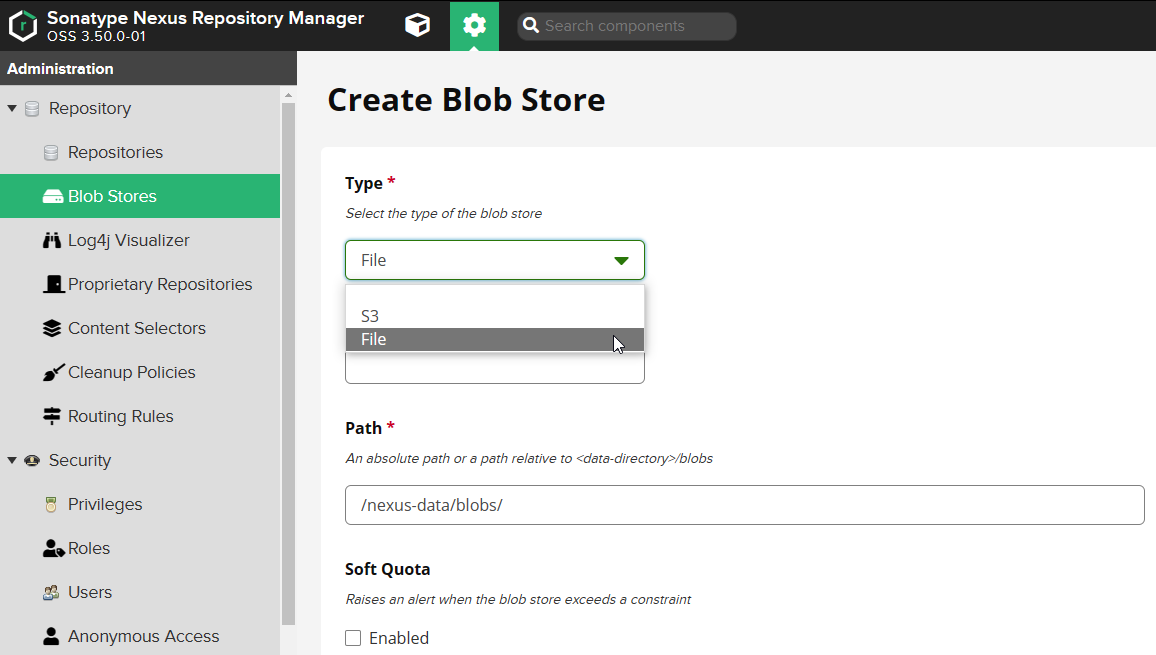 Sonatype Nexus Repository Manager
OSS 3.50.0-01
Search components
Administration
Repository
Repositories
Blob Stores
Log4j Visualizer
Proprietary Repositories
Content Selectors
Cleanup Policies
Routing Rules
Security
Privileges
Roles
Users
Anonymous Access
Create Blob Store
Type *
Select the type of the blob store
File
S3
File
Path *
An absolute path or a path relative to <data-directory>/blobs
/nexus-data/blobs/
Soft Quota
Raises an alert when the blob store exceeds a constraint
Enabled